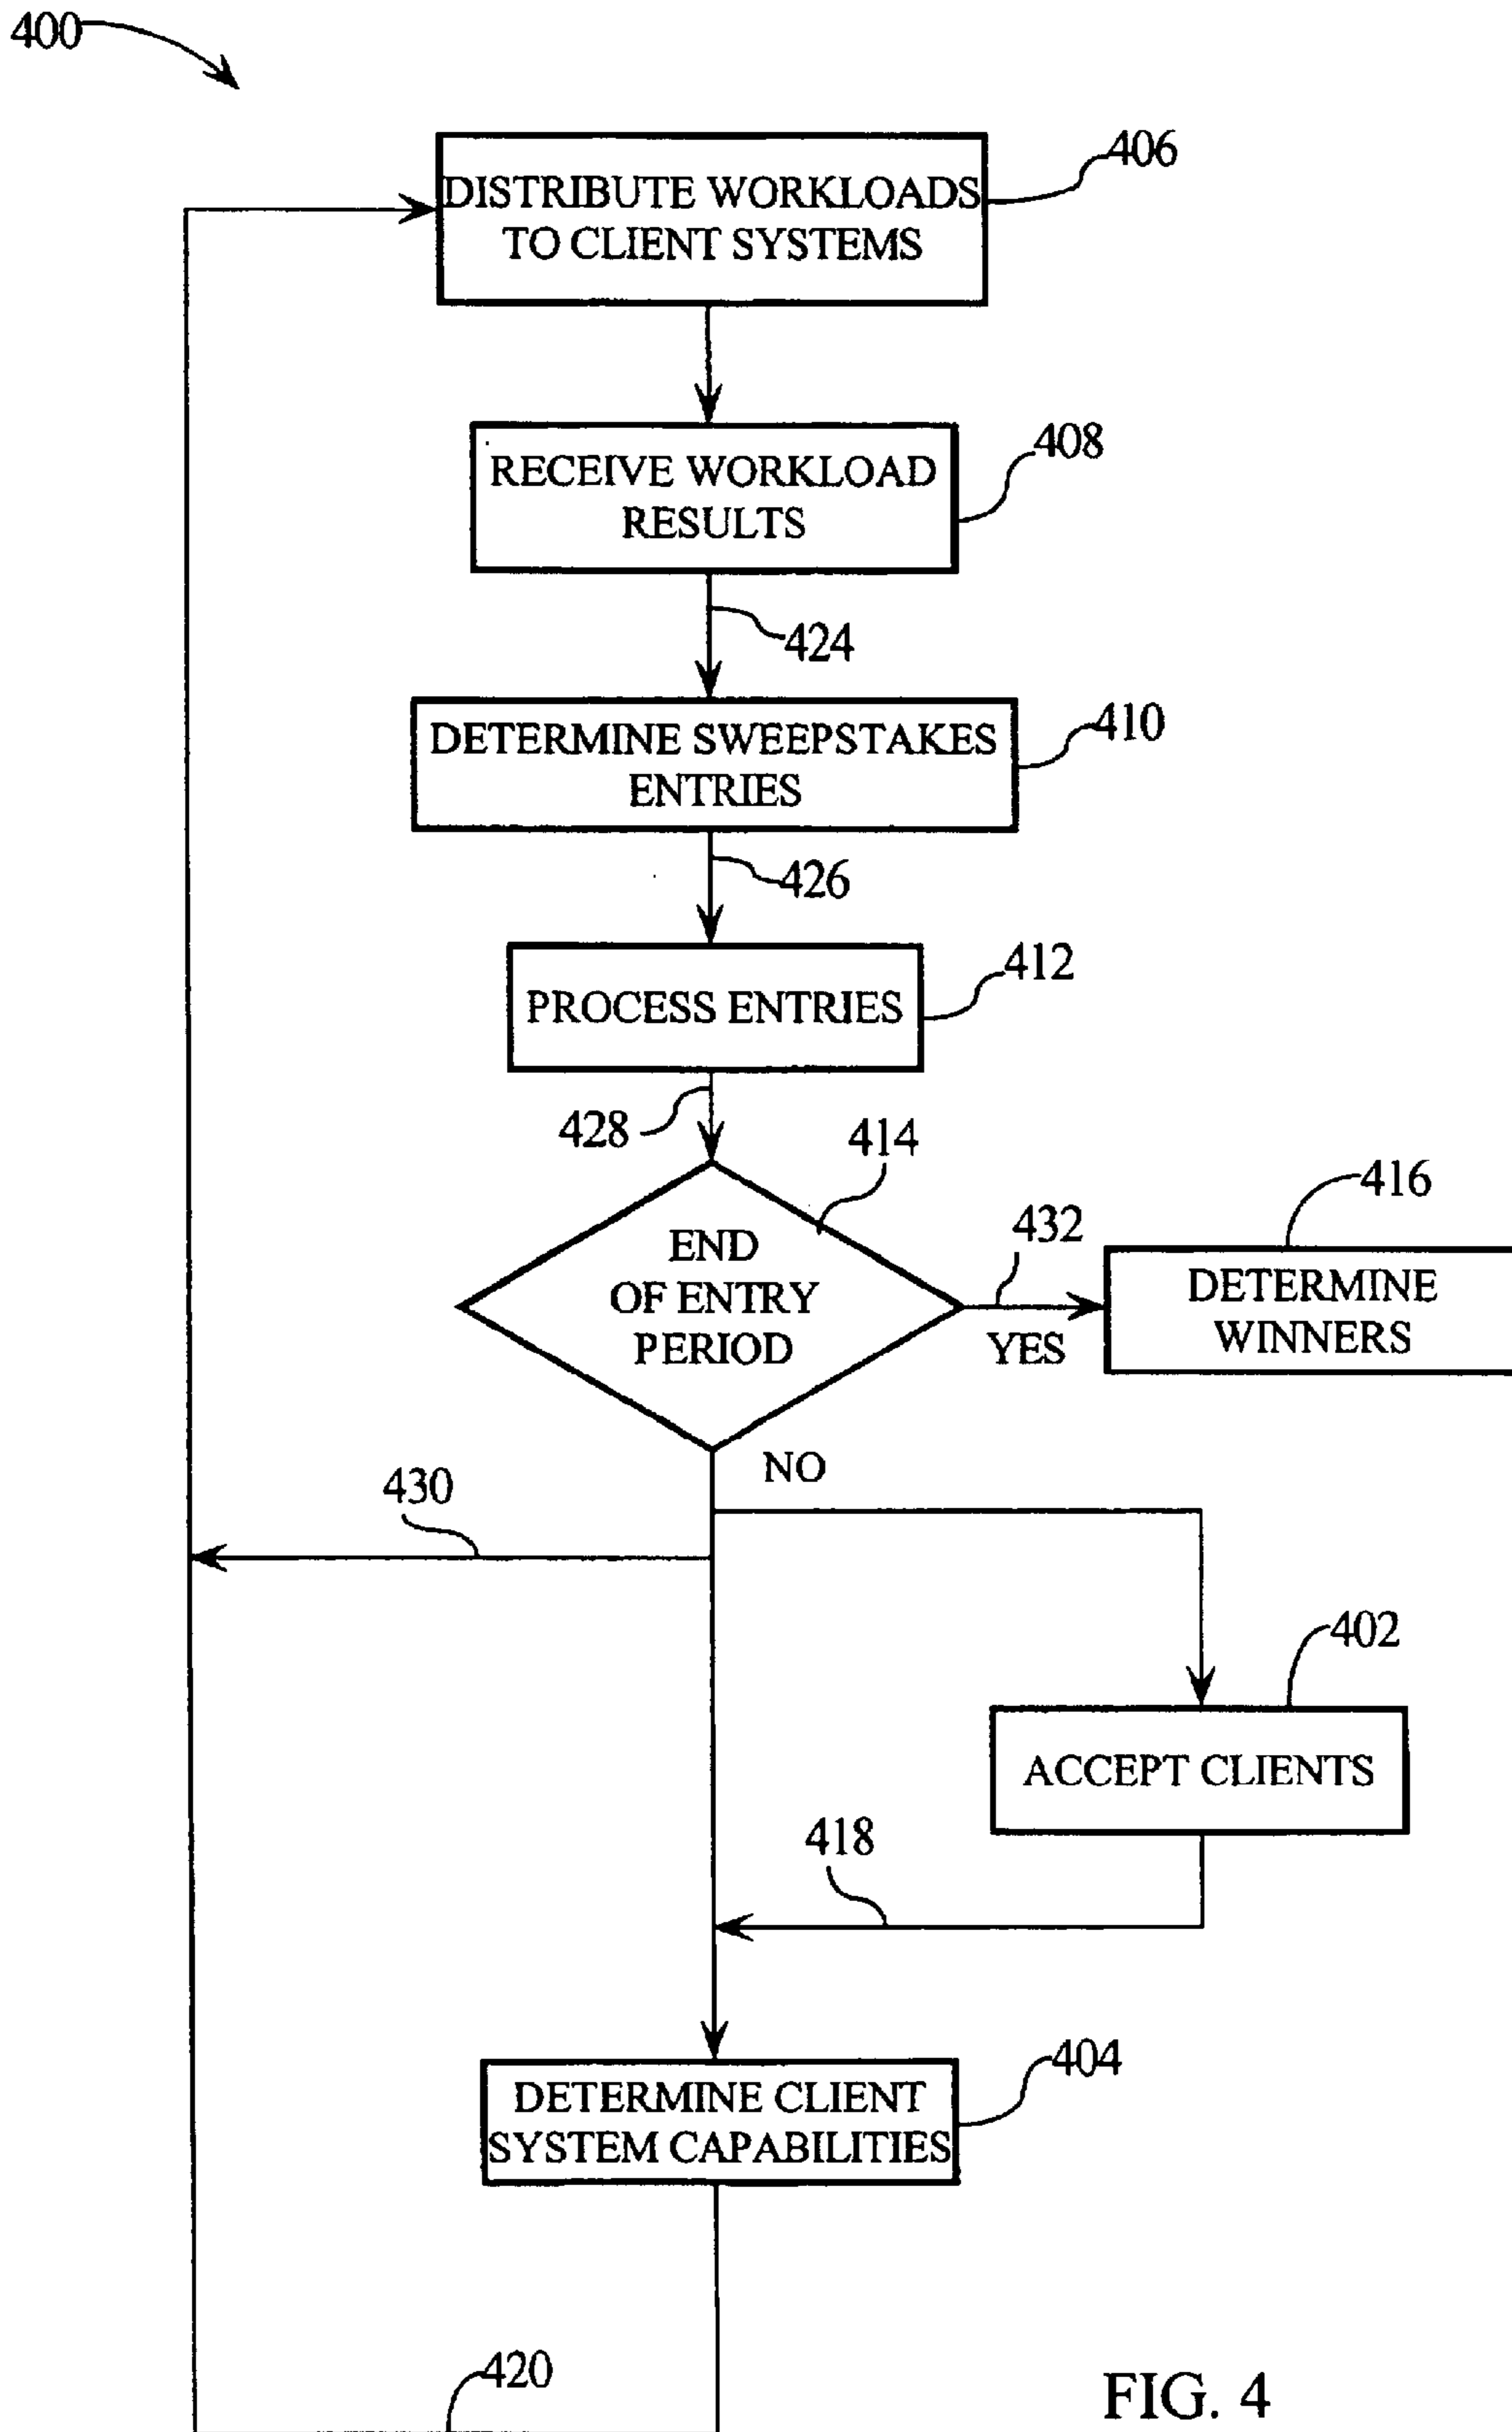 400
406
DISTRIBUTE WORKLOADS
TO CLIENT SYSTEMS
408
RECEIVE WORKLOAD
RESULTS
424
410
DETERMINE SWEEPSTAKES
ENTRIES
426
412
PROCESS ENTRIES
428
414
416
432
END
OF ENTRY
PERIOD
YES
DETERMINE
WINNERS
NO
430
402
ACCEPT CLIENTS
418
404
DETERMINE CLIENT
SYSTEM CAPABILITIES
420
FIG. 4